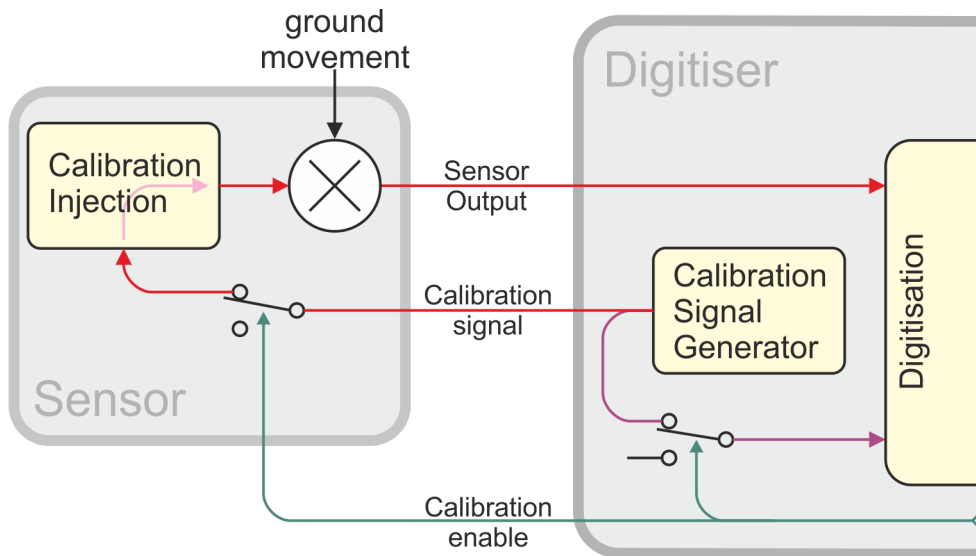 ground
movement
Digitiser
Calibration
Injection
Sensor
Output
Calibration
signal
Calibration
Signal
Generator
Digitisation
Sensor
Calibration
enable